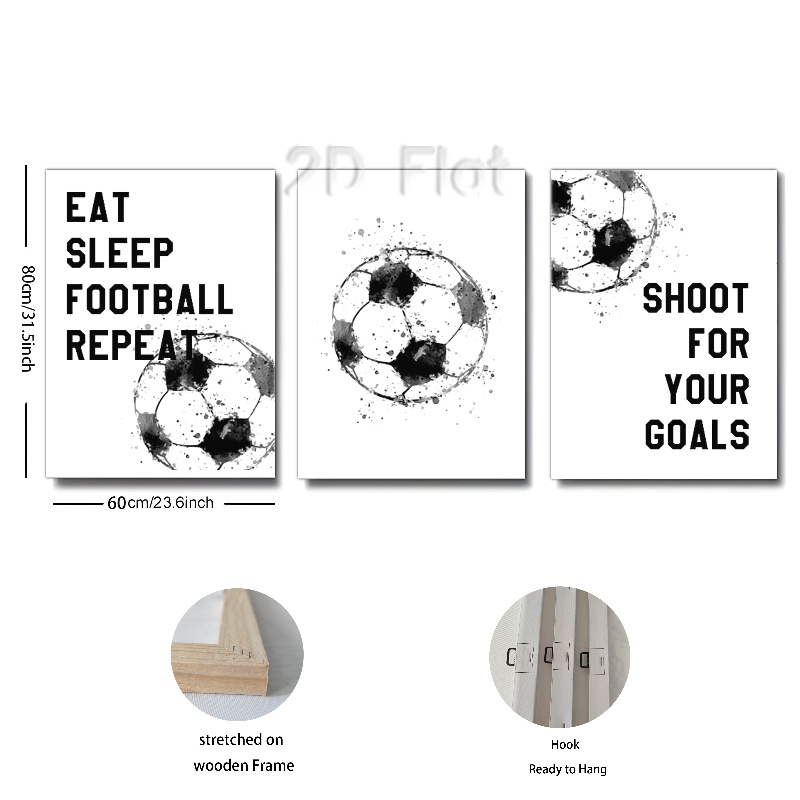 2D Flat
EAT
SLEEP
FOOTBALL
REPEAT
SHOOT
FOR
YOUR
GOALS
80cm/31.5inch
60cm/23.6inch
stretched on
wooden Frame
Hook
Ready to Hang